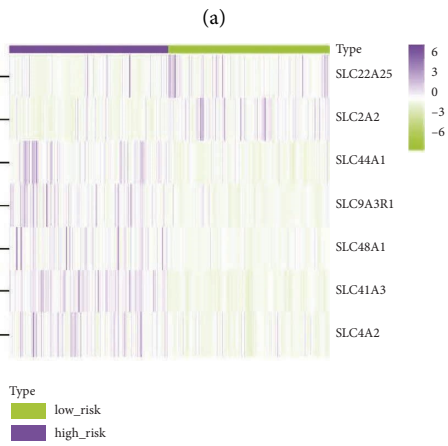 (a)
Type
SLC22A25
SLC2A2
SLC44A1
SLC9A3R1
SLC48A1
SLC41A3
SLC4A2
6
3
0
−3
−6
Type
low_risk
high_risk